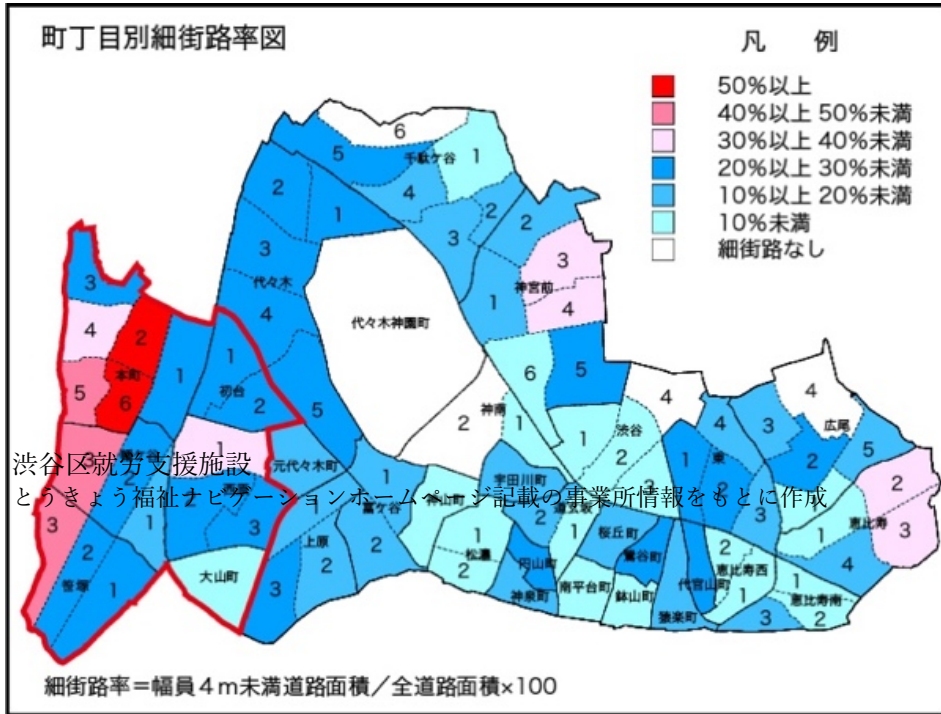 町丁目別細街路率図
凡 例
50%以上
40%以上 50%未満
30%以上 40%未満
20%以上 30%未満
10%以上 20%未満
10%未満
細街路なし
6
5
千駄ケ谷
1
4
2
2
1
3
2
3
神宮前
3
代々木
1
4
3
4
代々木神園町
4
2
1
1
初台
5
本町
6
2
5
6
5
4
4
広尾
2
神南
1
1
渋谷
2
4
東
3
1
2
5
3
1
元代々木町
宇田川町
2
渋谷区就労支援施設
とうきょう福祉ナビゲーションホームページ記載の事業所情報をもとに作成
3
1
3
上原
2
富ケ谷
1
2
神山町
1
松濤
2
2
1
桜丘町
鶯谷町
恵比寿
3
3
2
笹塚
1
大山町
円山町
神泉町
南平台町
鉢山町
代官山町
猿楽町
2
恵比寿西
1
3
1
恵比寿南
2
4
細街路率=幅員4m未満道路面積/全道路面積×100